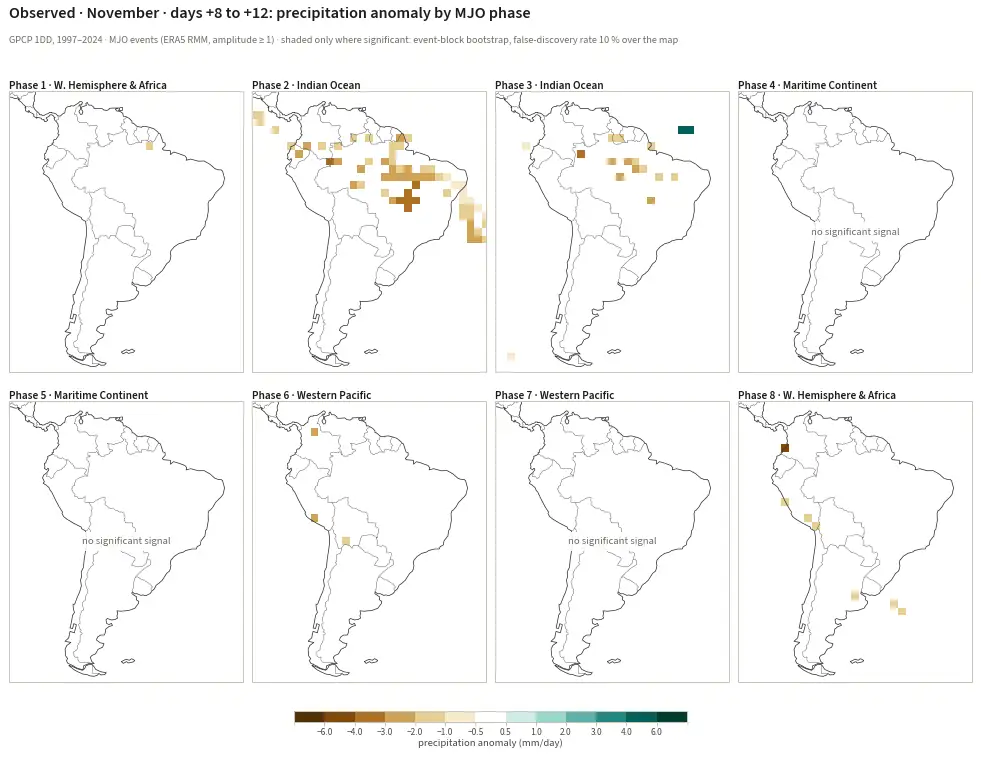 Observed · November · days +8 to +12: precipitation anomaly by MJO phase
GPCP 1DD, 1997–2024 · MJO events (ERA5 RMM, amplitude ≥ 1) · shaded only where significant: event-block bootstrap, false-discovery rate 10 % over the map
Phase 1 · W. Hemisphere & Africa
Phase 2 · Indian Ocean
Phase 3 · Indian Ocean
Phase 4 · Maritime Continent
no significant signal
Phase 5 · Maritime Continent
Phase 6 · Western Pacific
Phase 7 · Western Pacific
Phase 8 · W. Hemisphere & Africa
no significant signal
no significant signal
−6.0 −4.0 −3.0 −2.0 −1.0 −0.5 0.5 1.0 2.0 3.0 4.0 6.0
precipitation anomaly (mm/day)